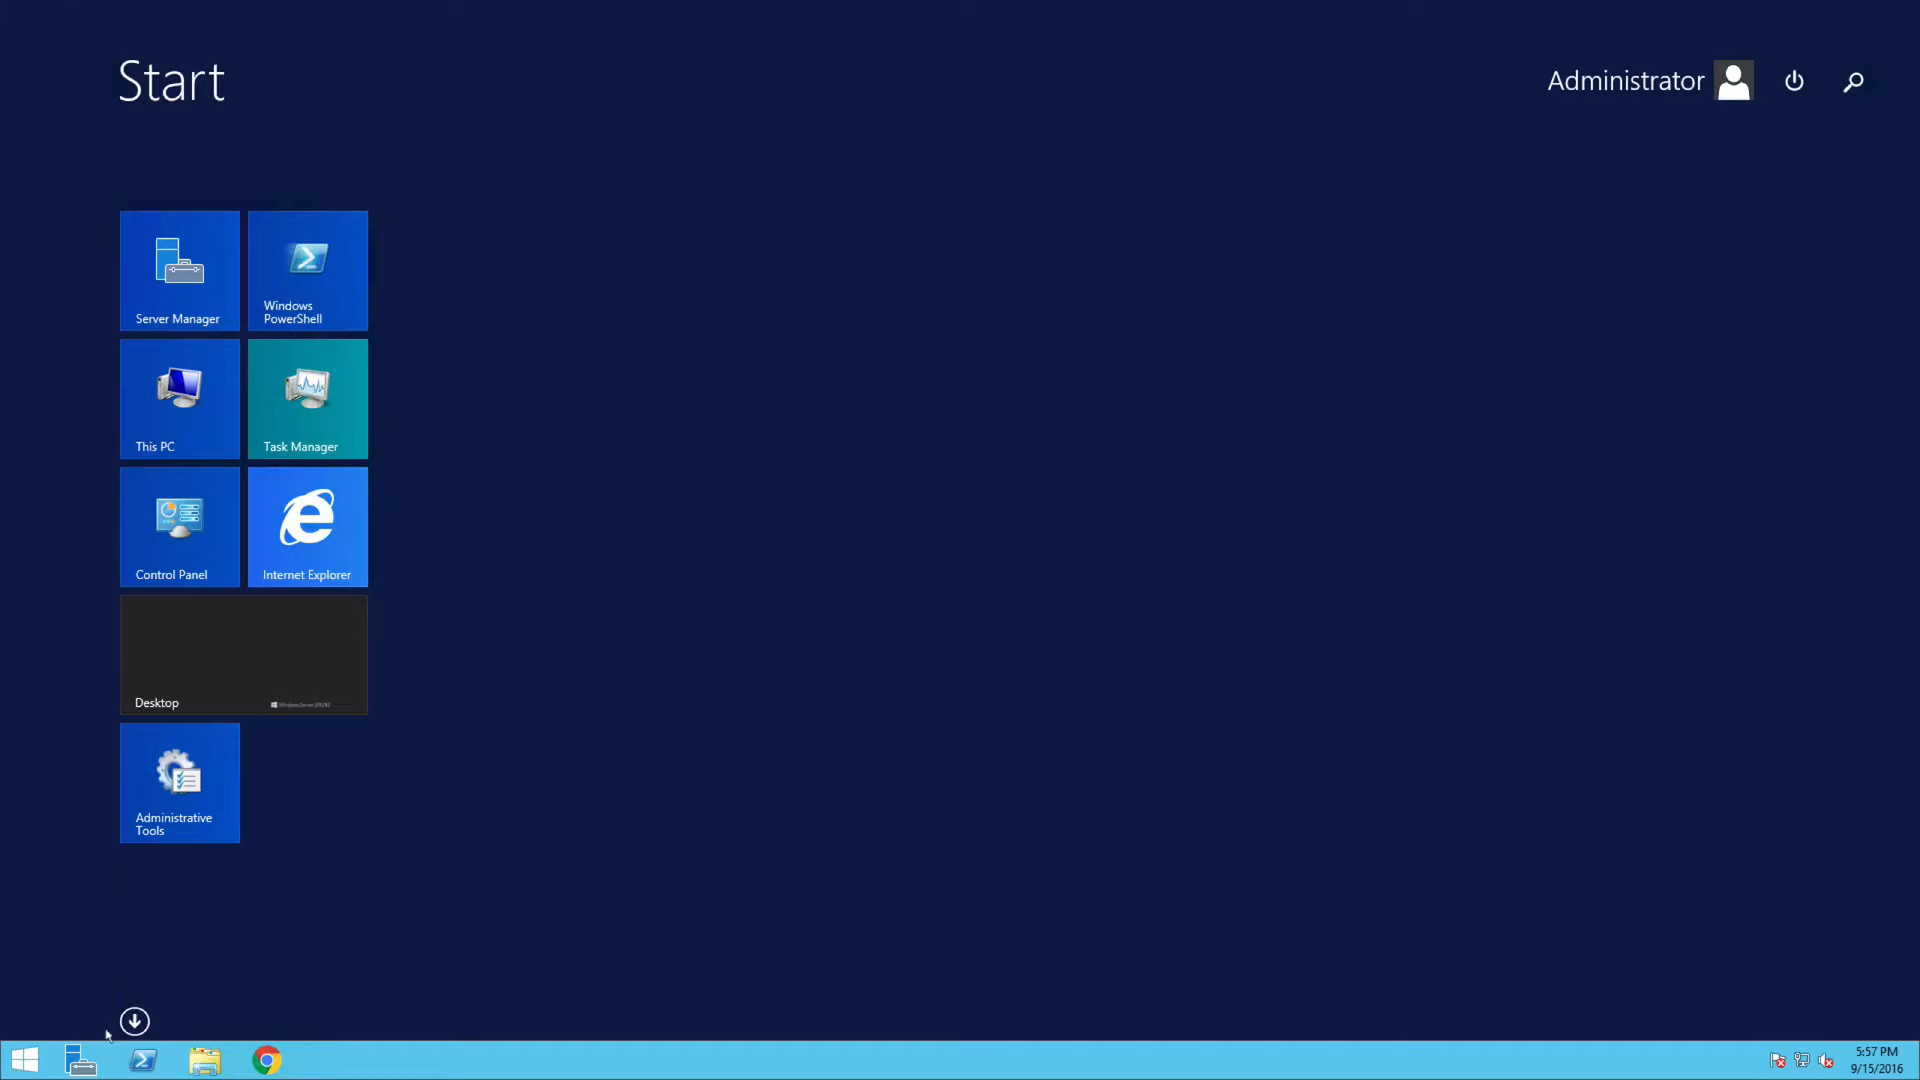 Start
Administrator
Server Manager
Windows
PowerShell
This PC
Task Manager
Control Panel
Internet Explorer
Desktop
Administrative
Tools
5:57 PM
9/15/2016